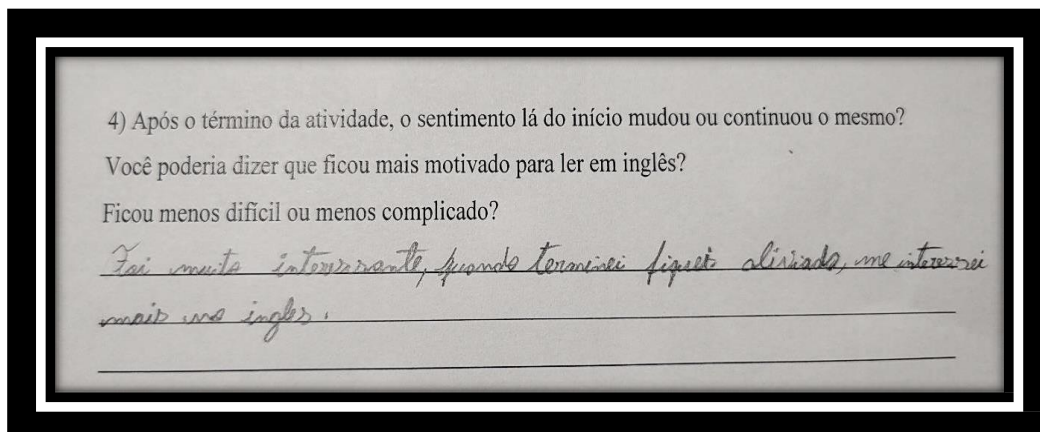 4) Após o término da atividade, o sentimento lá do início mudou ou continuou o mesmo?
Você poderia dizer que ficou mais motivado para ler em inglês?
Ficou menos difícil ou menos complicado?
Foi muito interessante, quando terminei fiquei aliviado, me interessei
mais no ingles.